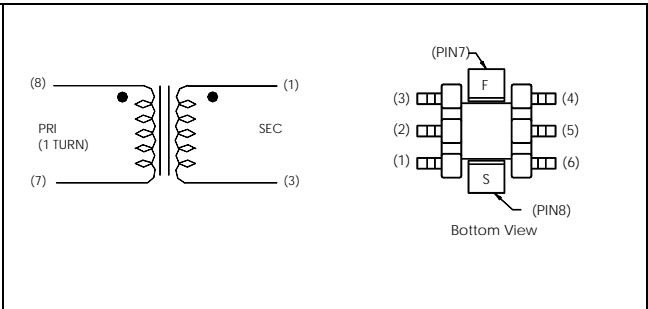 (8)
(1)
PRI
(1 TURN)
SEC
(7)
(3)
(PIN7)
F
(3)
(4)
(2)
(5)
(1)
(6)
S
(PIN8)
Bottom View